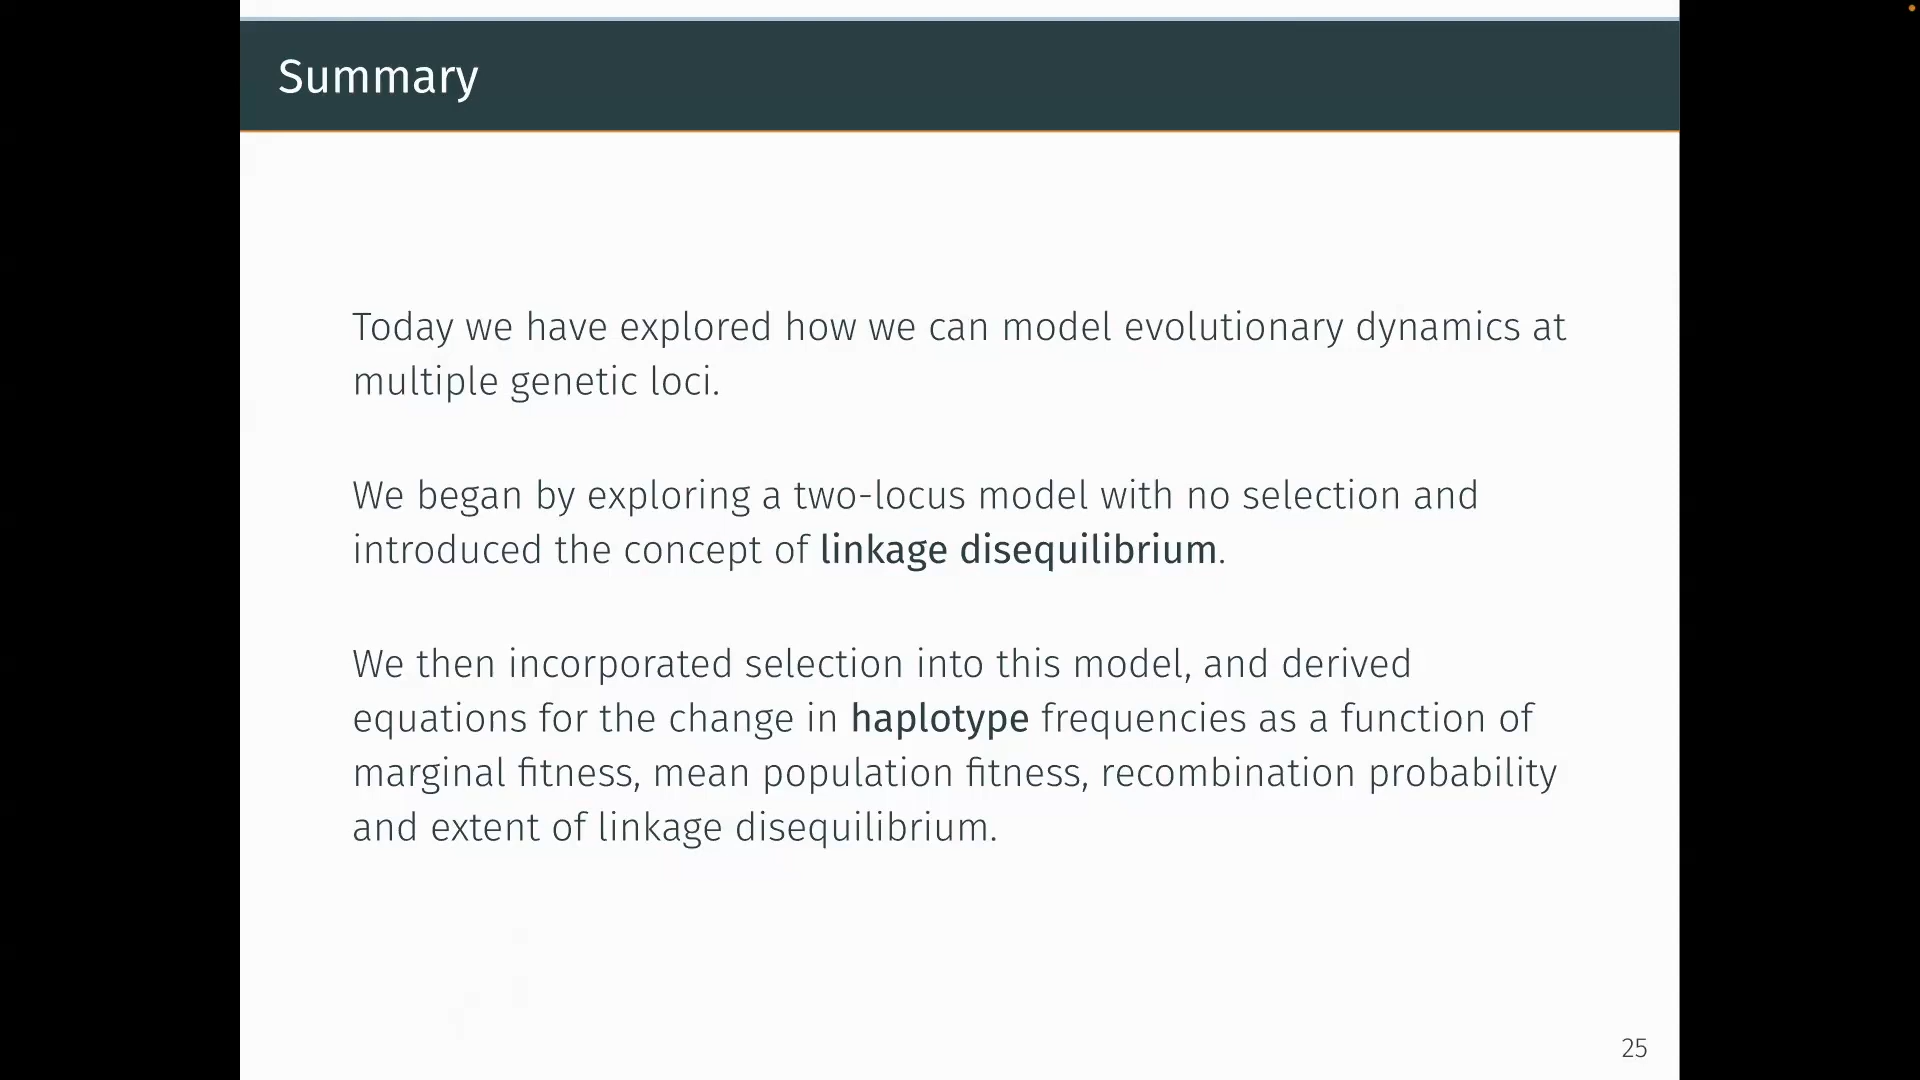 Summary
Today we have explored how we can model evolutionary dynamics at
multiple genetic loci.
We began by exploring a two-locus model with no selection and
introduced the concept of linkage disequilibrium.
We then incorporated selection into this model, and derived
equations for the change in haplotype frequencies as a function of
marginal fitness, mean population fitness, recombination probability
and extent of linkage disequilibrium.
25